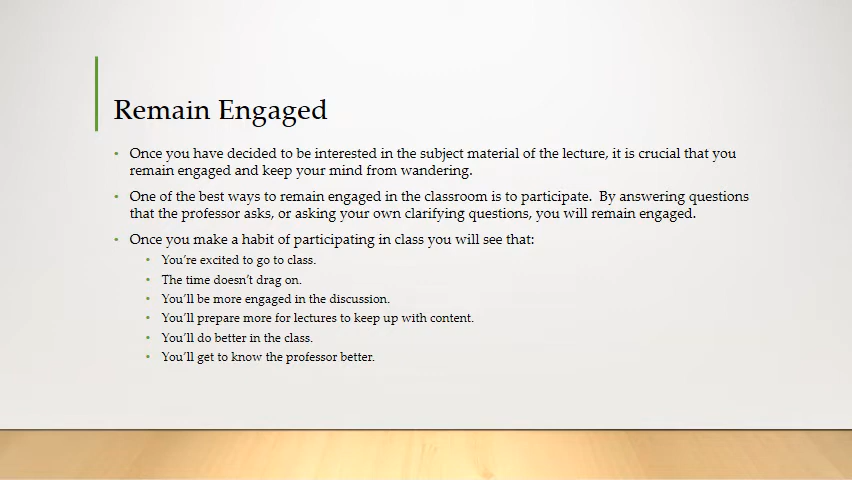 Remain Engaged
• Once you have decided to be interested in the subject material of the lecture, it is crucial that you
remain engaged and keep your mind from wandering.
• One of the best ways to remain engaged in the classroom is to participate.  By answering questions
that the professor asks, or asking your own clarifying questions, you will remain engaged.
• Once you make a habit of participating in class you will see that:
• You’re excited to go to class.
• The time doesn’t drag on.
• You’ll be more engaged in the discussion.
• You’ll prepare more for lectures to keep up with content.
• You’ll do better in the class.
• You’ll get to know the professor better.